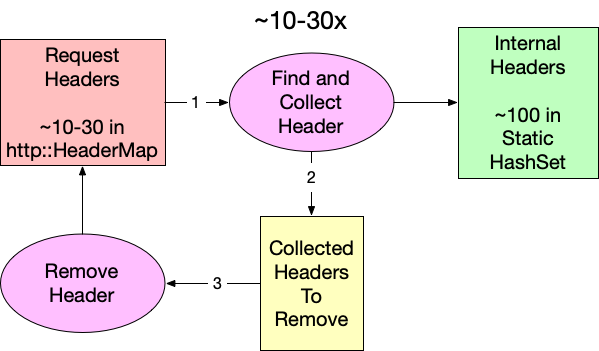 ~10-30x
Request
Headers
~10-30 in
http::HeaderMap
1
Find and
Collect
Header
Internal
Headers
~100 in
Static
HashSet
2
Collected
Headers
To
Remove
3
Remove
Header